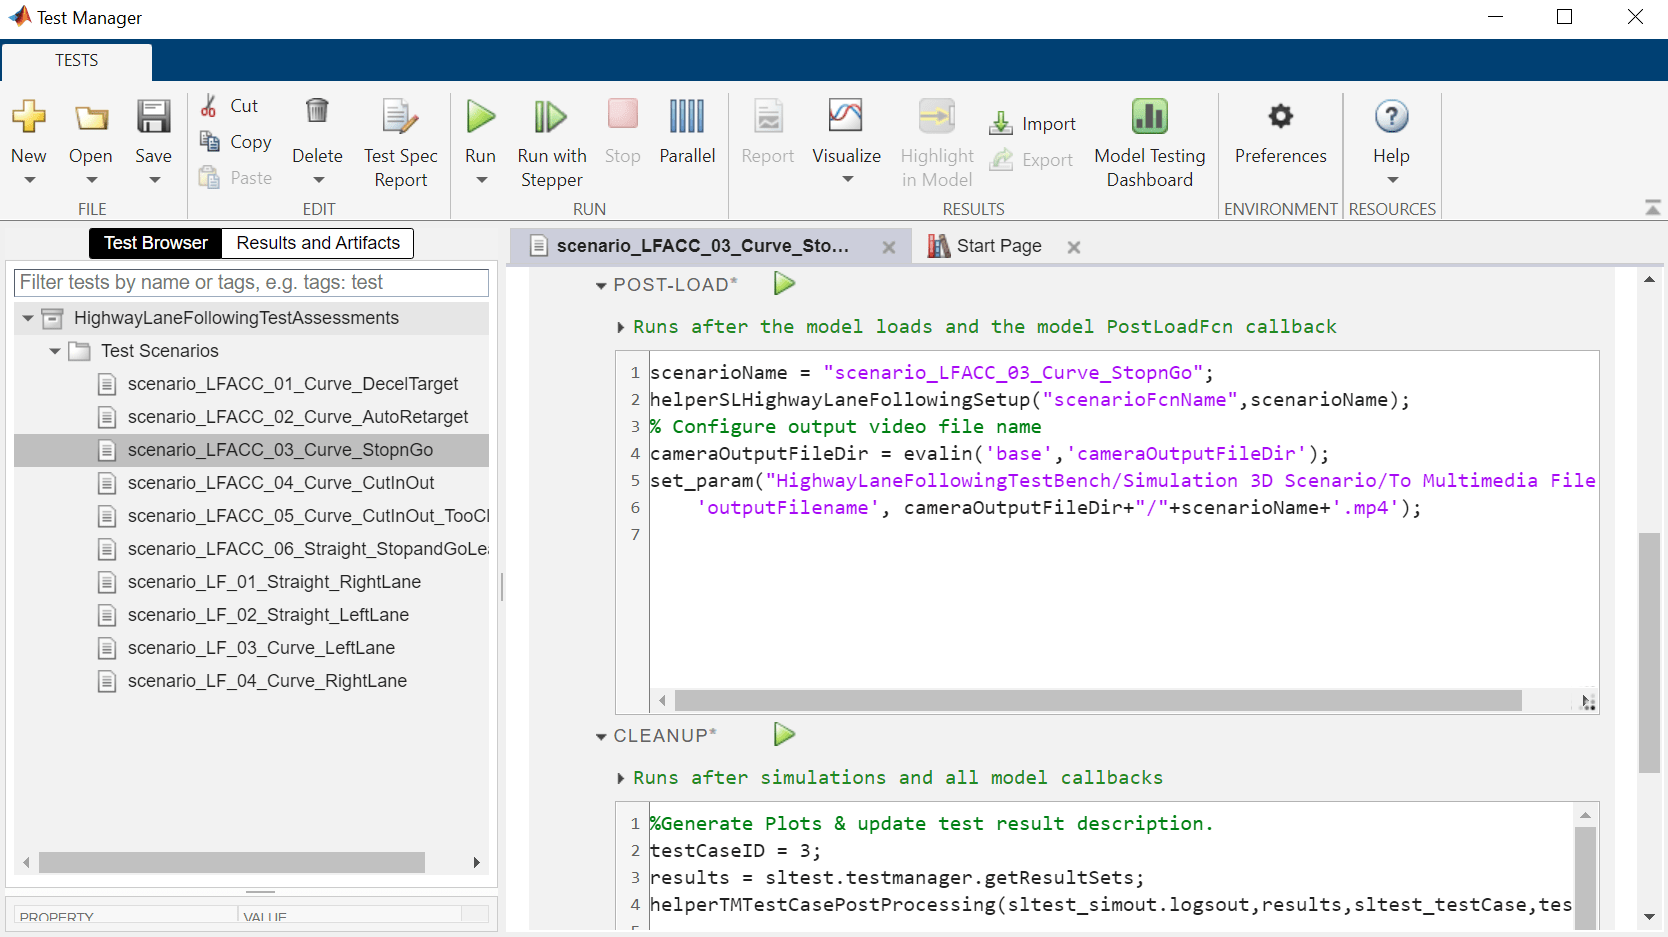 Test Manager
TESTS
New
Open
Save
FILE
Cut
Copy
Paste
Delete
Test Spec
Report
EDIT
Run
Run with
Stepper
Stop
Parallel
RUN
Report
Visualize
Highlight
in Model
Import
Export
Model Testing
Dashboard
RESULTS
Preferences
ENVIRONMENT
Help
RESOURCES
Test Browser
Results and Artifacts
Filter tests by name or tags, e.g. tags: test
HighwayLaneFollowingTestAssessments
Test Scenarios
scenario_LFACC_01_Curve_DecelTarget
scenario_LFACC_02_Curve_AutoRetarget
scenario_LFACC_03_Curve_StopnGo
scenario_LFACC_04_Curve_CutInOut
scenario_LFACC_05_Curve_CutInOut_TooCl
scenario_LFACC_06_Straight_StopandGoLea
scenario_LF_01_Straight_RightLane
scenario_LF_02_Straight_LeftLane
scenario_LF_03_Curve_LeftLane
scenario_LF_04_Curve_RightLane
PROPERTY
VALUE
scenario_LFACC_03_Curve_Sto...
Start Page
POST-LOAD*
Runs after the model loads and the model PostLoadFcn callback
1 scenarioName = "scenario_LFACC_03_Curve_StopnGo";
2 helperSLHighwayLaneFollowingSetup("scenarioFcnName",scenarioName);
3 % Configure output video file name
4 cameraOutputFileDir = evalin('base','cameraOutputFileDir');
5 set_param("HighwayLaneFollowingTestBench/Simulation 3D Scenario/To Multimedia File
6 'outputFilename', cameraOutputFileDir+"/"+scenarioName+'.mp4');
7
CLEANUP*
Runs after simulations and all model callbacks
1 %Generate Plots & update test result description.
2 testCaseID = 3;
3 results = sltest.testmanager.getResultSets;
4 helperTMTestCasePostProcessing(sltest_simout.logsout,results,sltest_testCase,tes